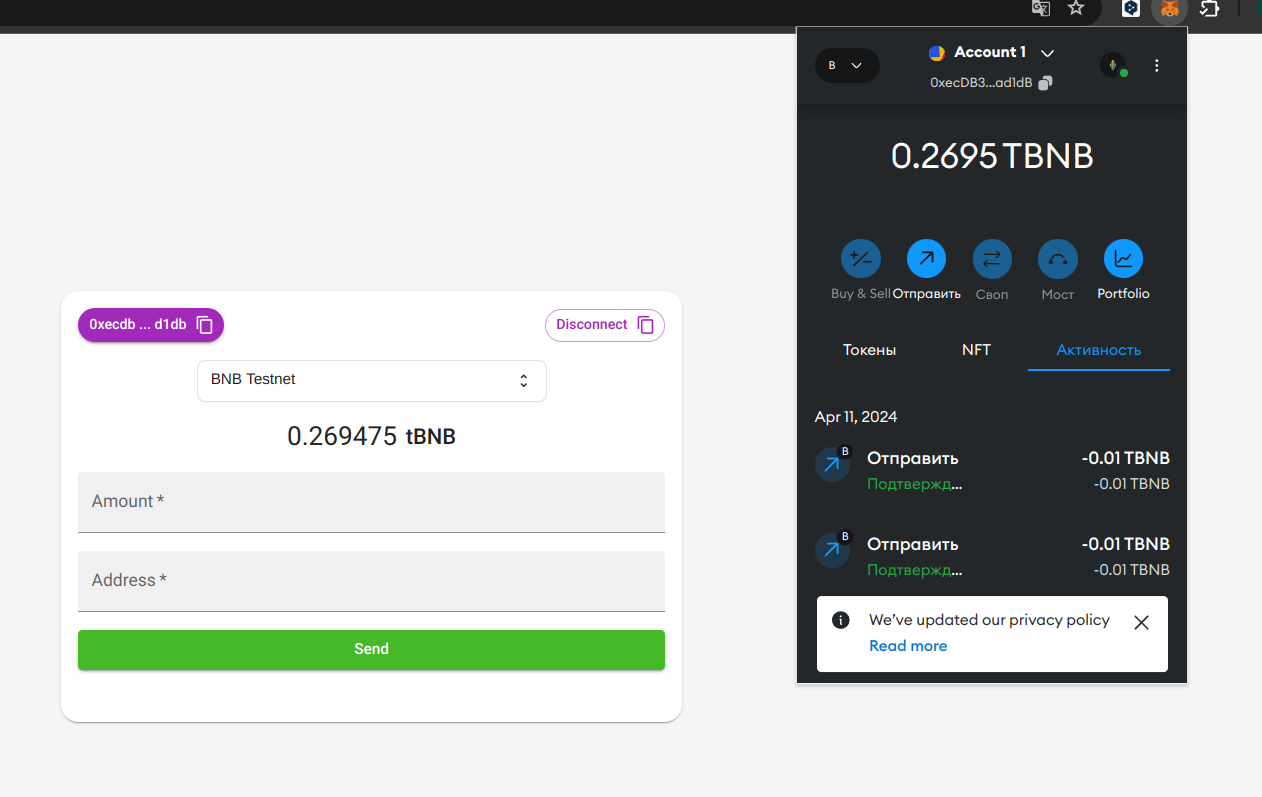 0xecdb ... d1db
Disconnect
BNB Testnet
0.269475 tBNB
Amount *
Address *
Send
B
Account 1
0xecDB3...ad1dB
0.2695 TBNB
Buy & Sell
Отправить
Своп
Мост
Portfolio
Токены
NFT
Активность
Apr 11, 2024
B
Отправить
-0.01 TBNB
Подтвержд...
-0.01 TBNB
B
Отправить
-0.01 TBNB
Подтвержд...
-0.01 TBNB
We’ve updated our privacy policy
Read more